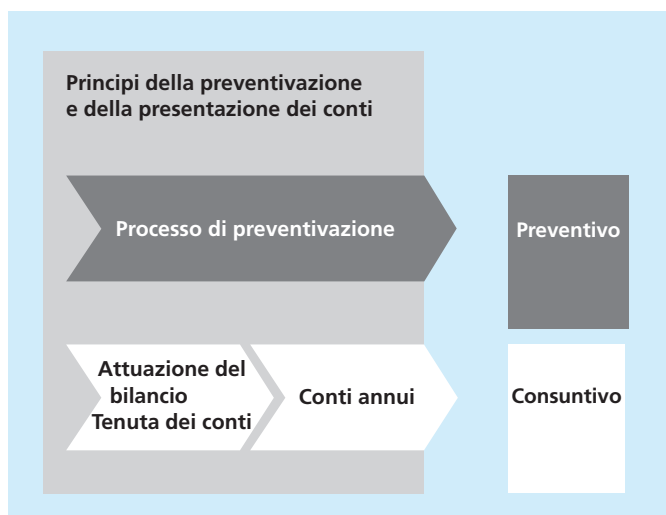 Principi della preventivazione
e della presentazione dei conti
Processo di preventivazione
Preventivo
Attuazione del
bilancio
Tenuta dei conti
Conti annui
Consuntivo